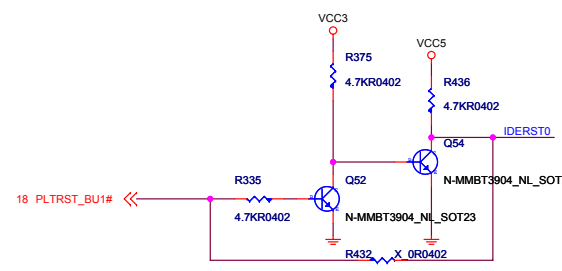 VCC3
VCC5
R375
4.7KR0402
R436
4.7KR0402
IDERST0
Q54
N-MMBT3904_NL_SOT
R335
4.7KR0402
Q52
N-MMBT3904_NL_SOT23
18 PLTRST_BU1#
R432 X_0R0402